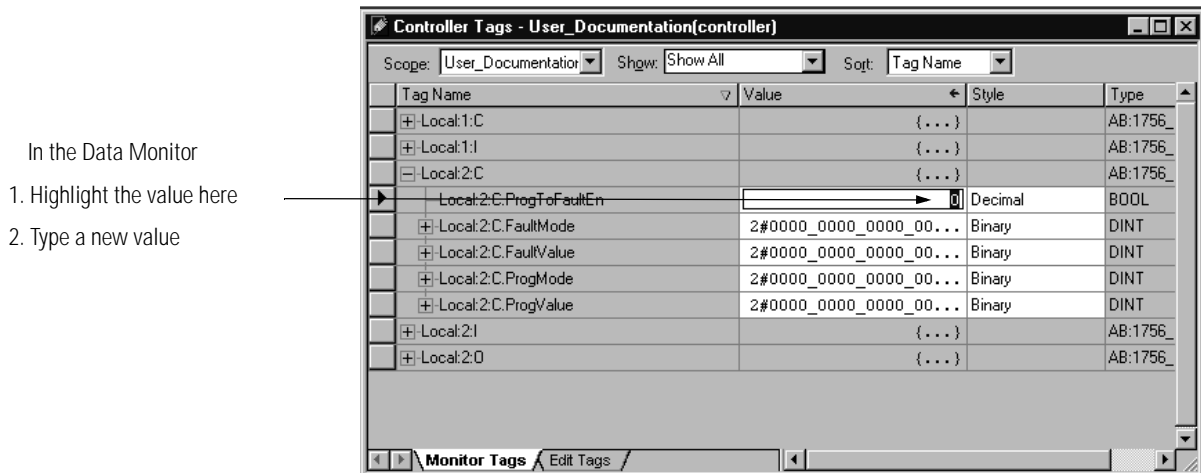 Controller Tags - User_Documentation(controller)
Scope: User_Documentation Show: Show All Sort: Tag Name
Tag Name Value Style Type
Local:1:C {...} AB:1756_
Local:1:I {...} AB:1756_
Local:2:C {...} AB:1756_
Local:2:C.ProgToFaultEn 0 Decimal BOOL
Local:2:C.FaultMode 2#0000_0000_0000_00... Binary DINT
Local:2:C.FaultValue 2#0000_0000_0000_00... Binary DINT
Local:2:C.ProgMode 2#0000_0000_0000_00... Binary DINT
Local:2:C.ProgValue 2#0000_0000_0000_00... Binary DINT
Local:2:I {...} AB:1756_
Local:2:O {...} AB:1756_
Monitor Tags Edit Tags
In the Data Monitor
1. Highlight the value here
2. Type a new value